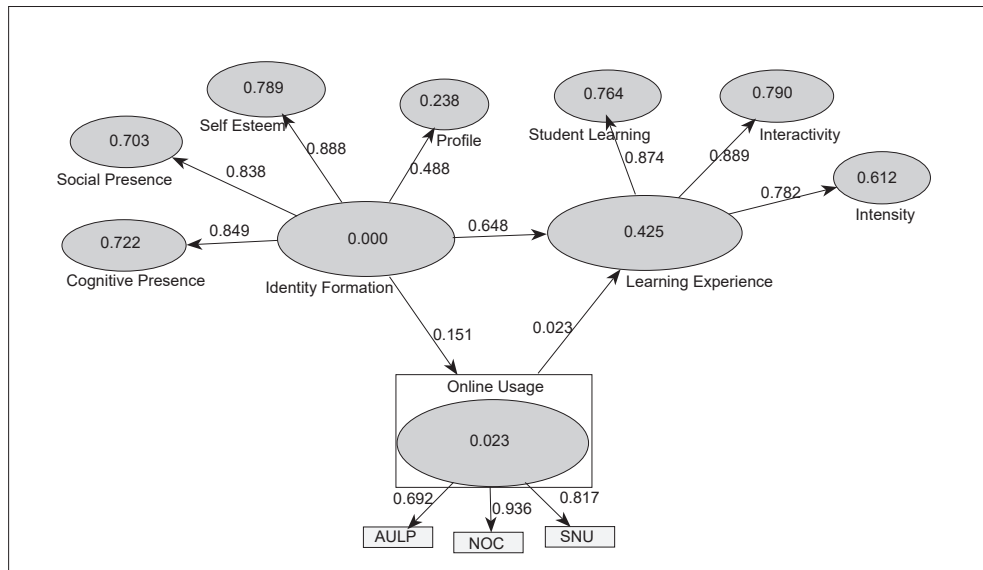 0.789
Self Esteem
0.238
Profile
0.764
Student Learning
0.790
Interactivity
0.703
Social Presence
0.888
0.838
0.488
0.874
0.889
0.782
0.612
Intensity
0.722
Cognitive Presence
0.849
0.000
Identity Formation
0.648
0.425
Learning Experience
0.151
0.023
Online Usage
0.023
0.692
0.936
0.817
AULP
NOC
SNU